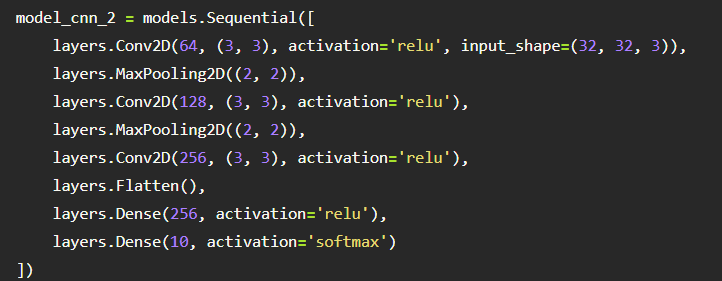 model_cnn_2 = models.Sequential([
    layers.Conv2D(64, (3, 3), activation='relu', input_shape=(32, 32, 3)),
    layers.MaxPooling2D((2, 2)),
    layers.Conv2D(128, (3, 3), activation='relu'),
    layers.MaxPooling2D((2, 2)),
    layers.Conv2D(256, (3, 3), activation='relu'),
    layers.Flatten(),
    layers.Dense(256, activation='relu'),
    layers.Dense(10, activation='softmax')
])